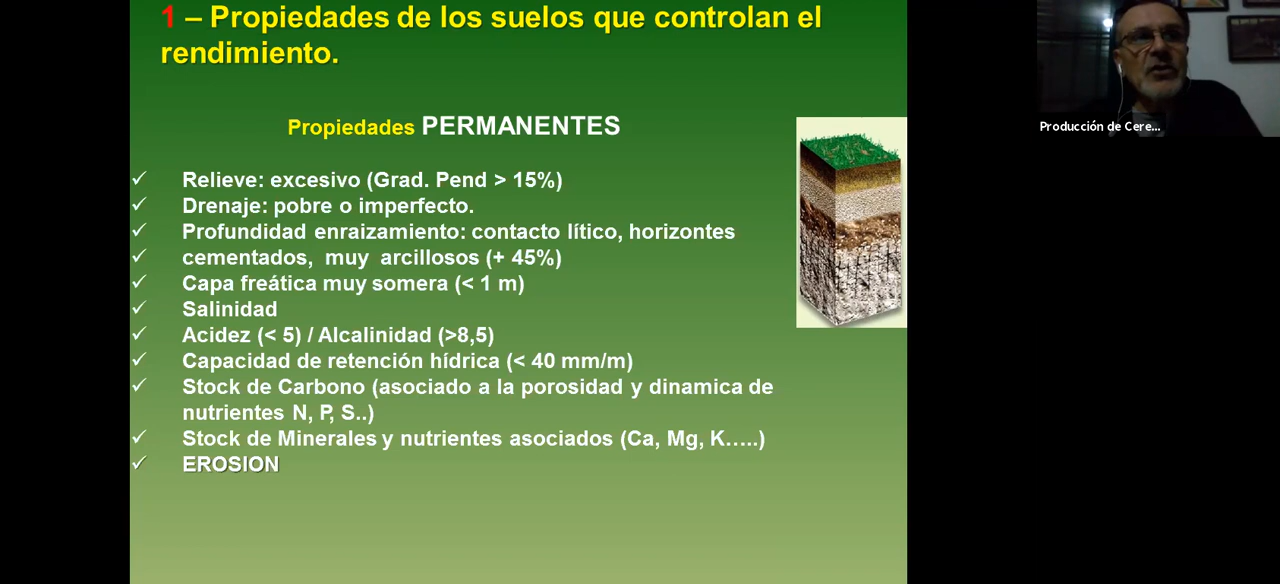 1 – Propiedades de los suelos que controlan el
rendimiento.
Propiedades PERMANENTES
✓ Relieve: excesivo (Grad. Pend > 15%)
✓ Drenaje: pobre o imperfecto.
✓ Profundidad enraizamiento: contacto lítico, horizontes
✓ cementados, muy arcillosos (+ 45%)
✓ Capa freática muy somera (< 1 m)
✓ Salinidad
✓ Acidez (< 5) / Alcalinidad (>8,5)
✓ Capacidad de retención hídrica (< 40 mm/m)
✓ Stock de Carbono (asociado a la porosidad y dinamica de
nutrientes N, P, S..)
✓ Stock de Minerales y nutrientes asociados (Ca, Mg, K…..)
✓ EROSION
Producción de Cere...